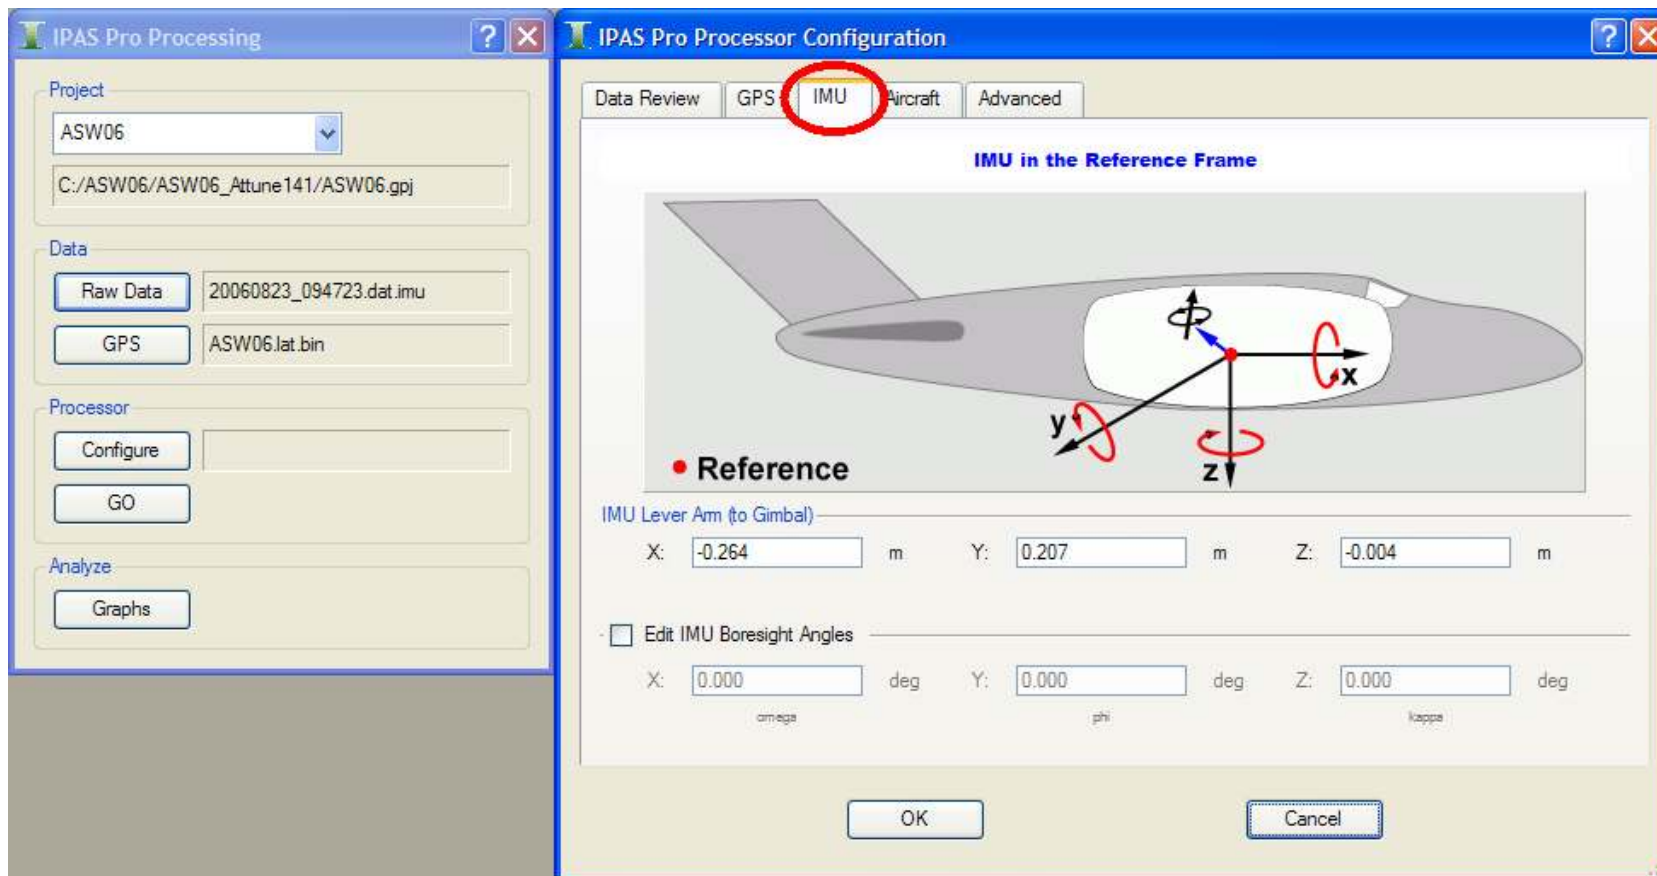 IPAS Pro Processing
Project
ASW06
C:/ASW06/ASW06_Attune141/ASW06.gpj
Data
Raw Data 20060823_094723.dat.imu
GPS ASW06.lat.bin
Processor
Configure
GO
Analyze
Graphs
IPAS Pro Processor Configuration
Data Review GPS IMU Aircraft Advanced
IMU in the Reference Frame
x
y
z
Reference
IMU Lever Arm (to Gimbal)
X: -0.264 m Y: 0.207 m Z: -0.004 m
Edit IMU Boresight Angles
X: 0.000 deg Y: 0.000 deg Z: 0.000 deg
omega phi kappa
OK Cancel